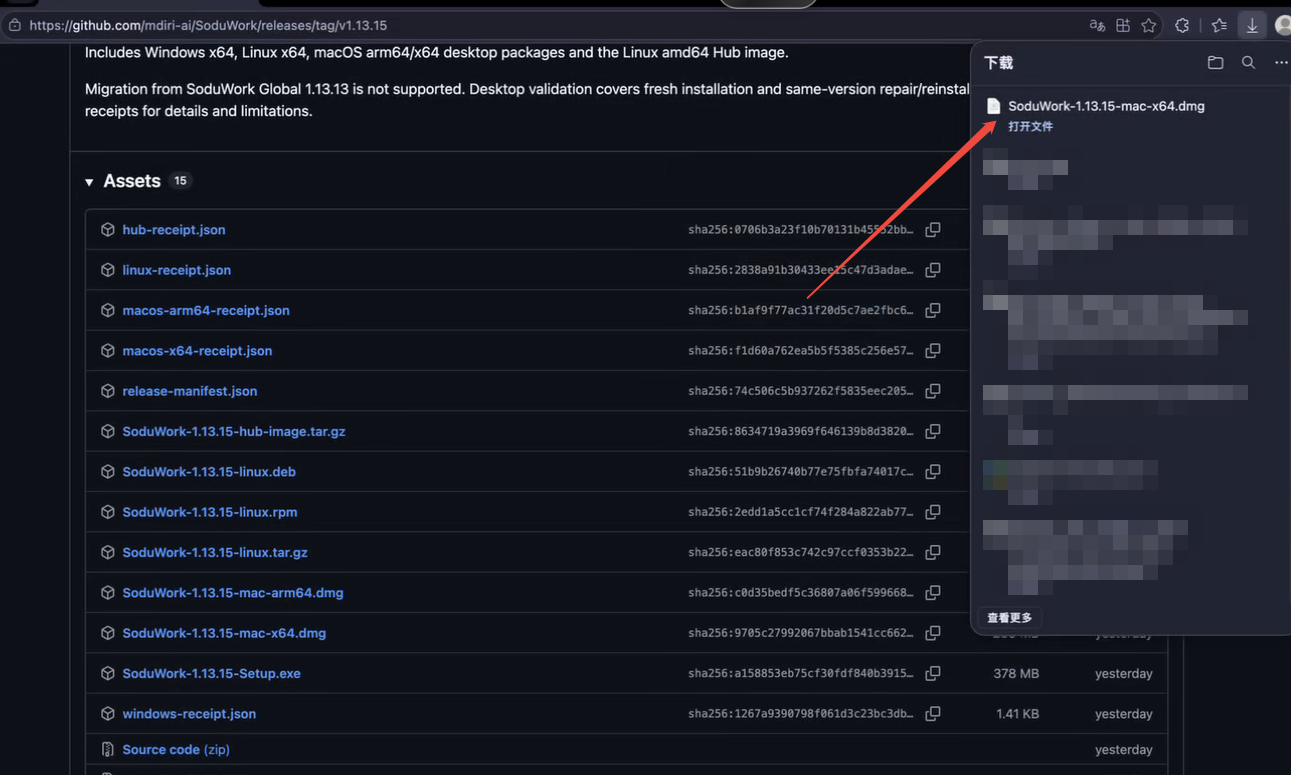 https://github.com/mdiri-ai/SoduWork/releases/tag/v1.13.15
Includes Windows x64, Linux x64, macOS arm64/x64 desktop packages and the Linux amd64 Hub image.
Migration from SoduWork Global 1.13.13 is not supported. Desktop validation covers fresh installation and same-version repair/reinstal
receipts for details and limitations.
Assets 15
hub-receipt.json sha256:0706b3a23f10b70131b45552bb…
linux-receipt.json sha256:2838a91b30433ee15c47d3adae…
macos-arm64-receipt.json sha256:b1af9f77ac31f20d5c7ae2fbc6…
macos-x64-receipt.json sha256:f1d60a762ea5b5f5385c256e57…
release-manifest.json sha256:74c506c5b937262f5835eec205…
SoduWork-1.13.15-hub-image.tar.gz sha256:8634719a3969f646139b8d3820…
SoduWork-1.13.15-linux.deb sha256:51b9b26740b77e75fbfa74017c…
SoduWork-1.13.15-linux.rpm sha256:2edd1a5cc1cf74f284a822ab77…
SoduWork-1.13.15-linux.tar.gz sha256:eac80f853c742c97ccf0353b22…
SoduWork-1.13.15-mac-arm64.dmg sha256:c0d35bedf5c36807a06f599668…
SoduWork-1.13.15-mac-x64.dmg sha256:9705c27992067bbab1541cc662… yesterday
SoduWork-1.13.15-Setup.exe sha256:a158853eb75cf30fdf840b3915… 378 MB yesterday
windows-receipt.json sha256:1267a9390798f061d3c23bc3db… 1.41 KB yesterday
Source code (zip) yesterday
下载
SoduWork-1.13.15-mac-x64.dmg
打开文件
查看更多